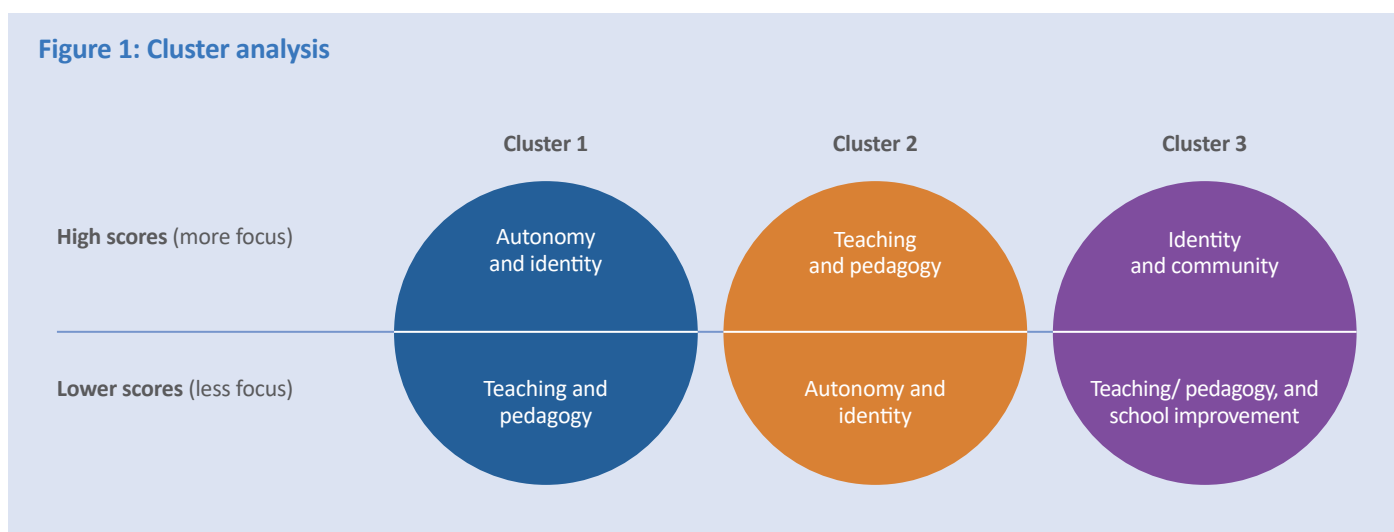 Figure 1: Cluster analysis
Cluster 1
Cluster 2
Cluster 3
High scores (more focus)
Autonomy
and identity
Teaching
and pedagogy
Identity
and community
Lower scores (less focus)
Teaching and
pedagogy
Autonomy and
identity
Teaching/ pedagogy, and
school improvement